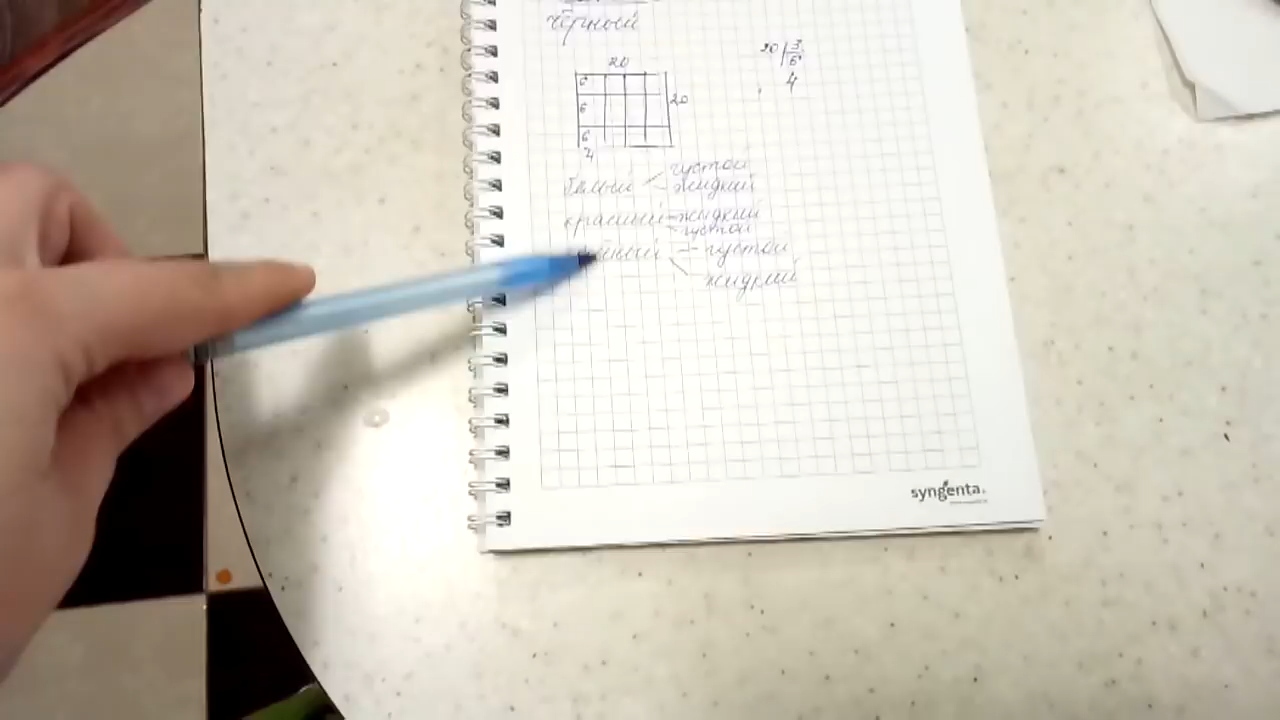 чёрный
20 3
6
4
20
6
20
6
6
4
густой
белый жидкий
красный жидкий
густой
густой
жидкий
syngenta.